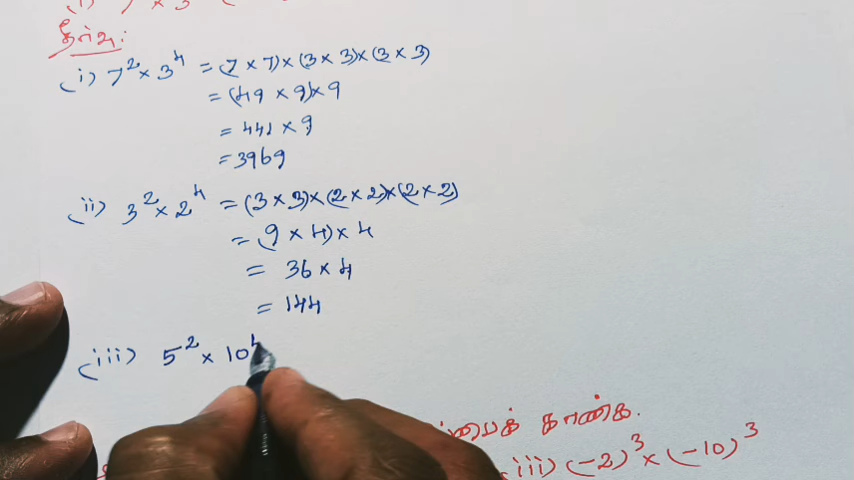 தீர்வு:
(i) 7² × 3⁴ = (7 × 7) × (3 × 3) × (3 × 3)
= (49 × 9) × 9
= 441 × 9
= 3969
(ii) 3² × 2⁴ = (3 × 3) × (2 × 2) × (2 × 2)
= (9 × 4) × 4
= 36 × 4
= 144
(iii) 5² × 10⁴
காண்க.
(iii) (-2)³ × (-10)³